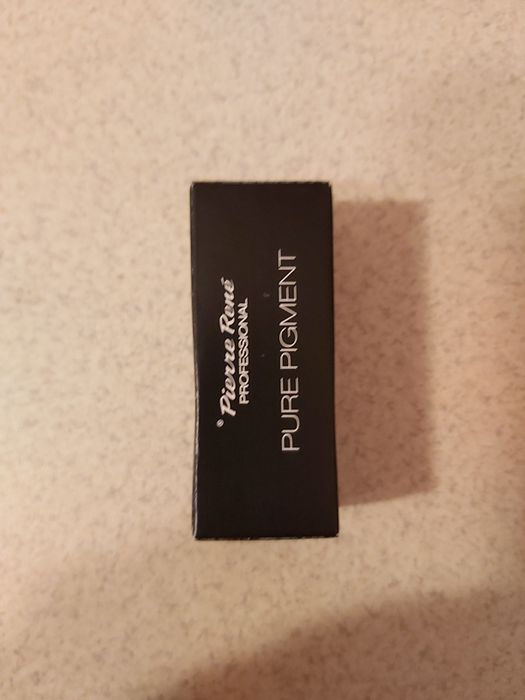 ® Pierre René
PROFESSIONAL
PURE PIGMENT